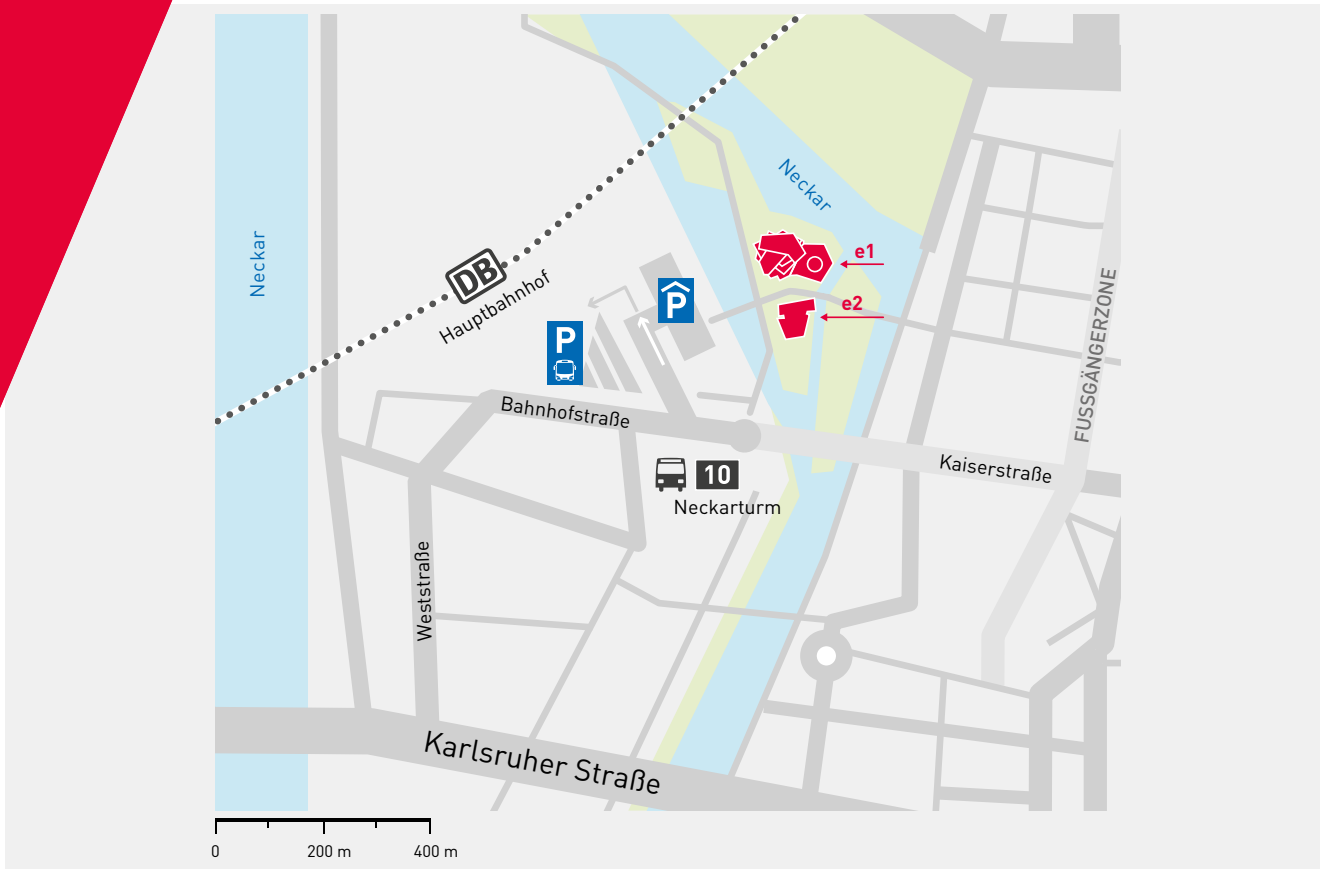 Neckar
Neckar
e1
e2
DB
Hauptbahnhof
P
P
Bahnhofstraße
FUSSGÄNGERZONE
Kaiserstraße
10
Neckarturm
Weststraße
Karlsruher Straße
0
200 m
400 m